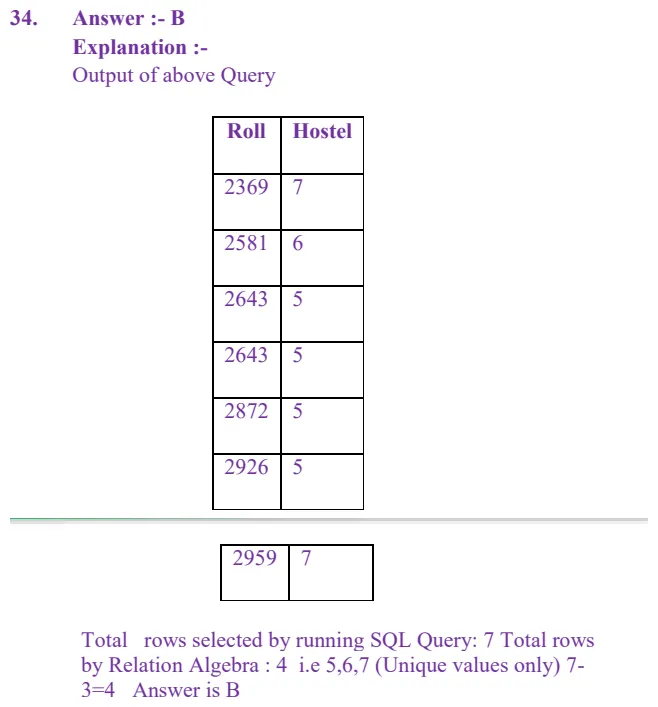 34. Answer :- B
Explanation :-
Output of above Query
Roll Hostel
2369 7
2581 6
2643 5
2643 5
2872 5
2926 5
2959 7
Total rows selected by running SQL Query: 7 Total rows
by Relation Algebra : 4 i.e 5,6,7 (Unique values only) 7-
3=4 Answer is B